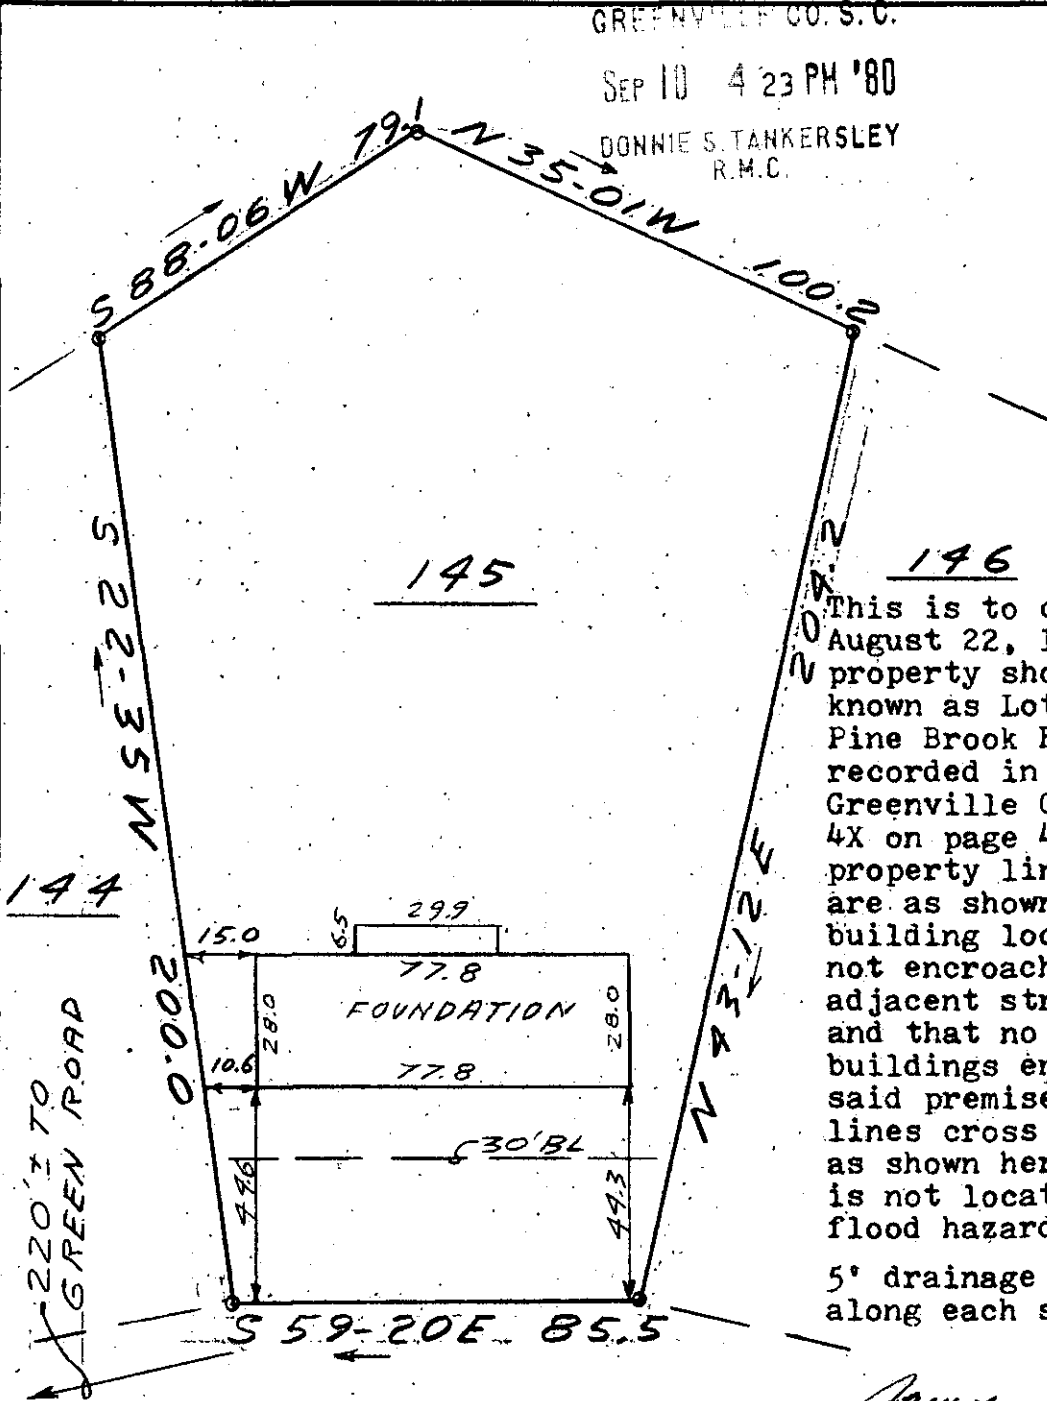 GREENVILLE CO. S. C.
SEP 10 4 23 PM '80
DONNIE S. TANKERSLEY
R.M.C.
S 88-06 W 79.1
N 35-01 W 100.2
S 22-35 W 200.0
N 43-12 E 204.2
145
146
144
This is to
August 22,
property sho
known as Lot
Pine Brook
recorded in
Greenville
4X on page 4
property lin
are as shown
building loc
not encroach
adjacent str
and that no
buildings en
said premise
lines cross
as shown her
is not locat
flood hazard
5' drainage
along each s
15.0
6.5
29.9
77.8
FOUNDATION
28.0
28.0
10.6
77.8
30' BL
44.6
44.3
220' ± TO
GREEN ROAD
S 59-20 E 85.5